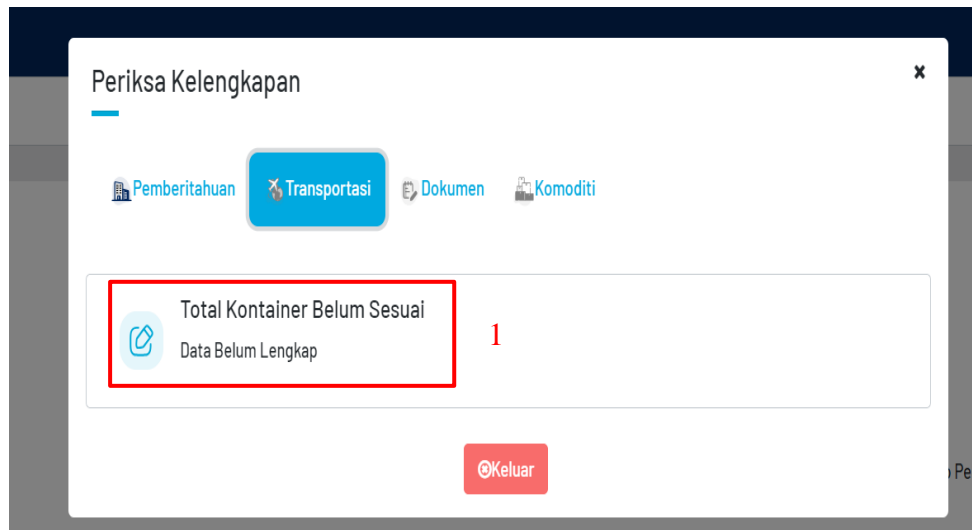 Periksa Kelengkapan
Pemberitahuan Transportasi Dokumen Komoditi
Total Kontainer Belum Sesuai
Data Belum Lengkap
1
Keluar
Pe